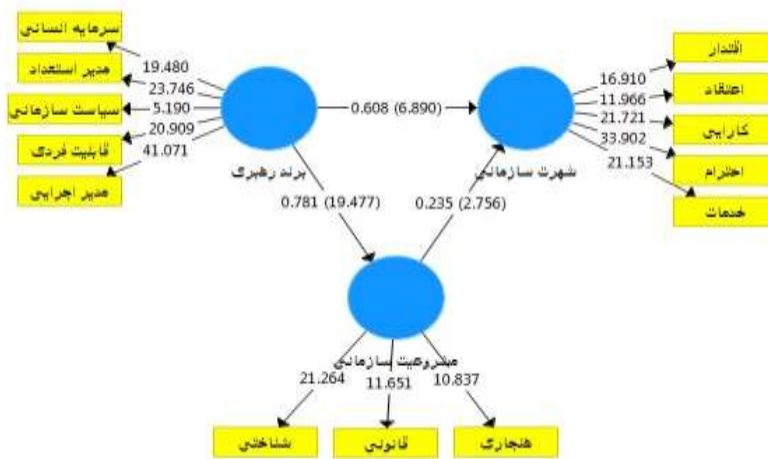 سرمایه انسانی
مدیر استعداد
سیاست سازمانی
قابلیت فردی
مدیر اجرایی
19.480
23.746
5.190
20.909
41.071
برند رهبری
0.608 (6.890)
شهرت سازمانی
16.910
11.966
21.721
33.902
21.153
اقتدار
اعتقاد
کارایی
احترام
خدمات
0.781 (19.477)
0.235 (2.756)
مشروعیت سازمانی
21.264
11.651
10.837
شناختی
قانونی
هنجاری